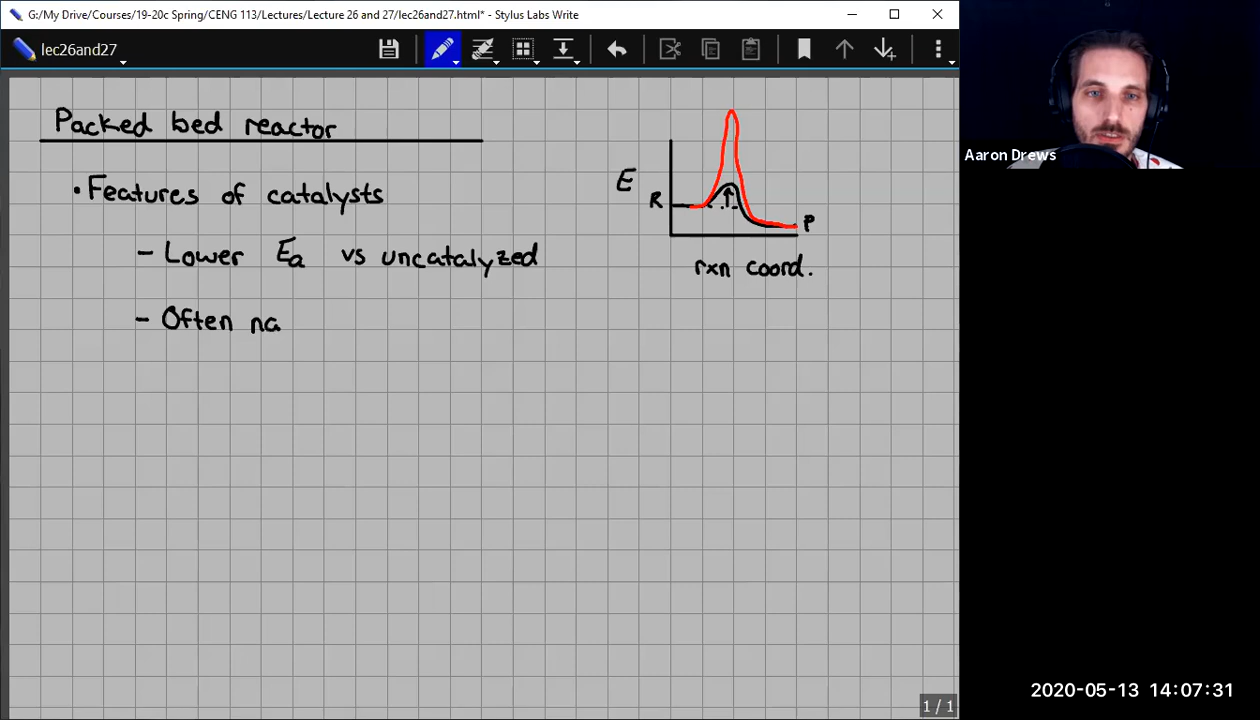 G:/My Drive/Courses/19-20c Spring/CENG 113/Lectures/Lecture 26 and 27/lec26and27.html* - Stylus Labs Write
lec26and27
Packed bed reactor
• Features of catalysts
- Lower Ea vs uncatalyzed
- Often na
E
R
P
rxn coord.
Aaron Drews
2020-05-13 14:07:31
1 / 1